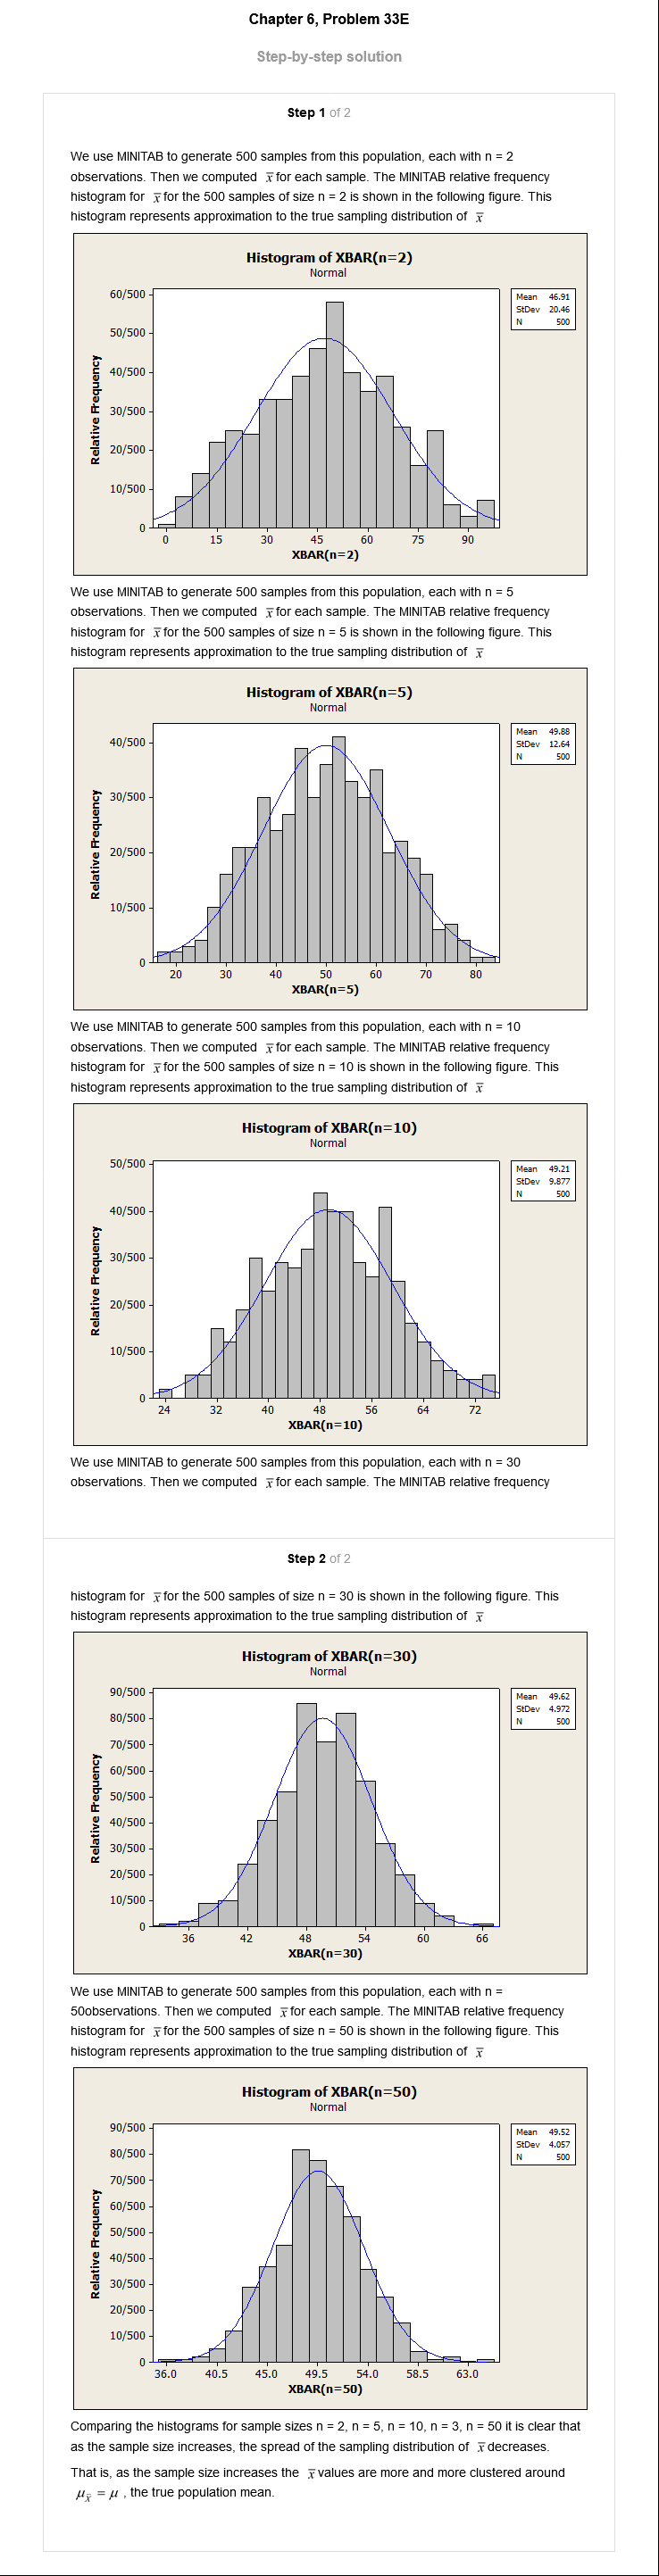 Chapter 6, Problem 33E
Step-by-step solution
Step 1 of 2
We use MINITAB to generate 500 samples from this population, each with n = 2
observations. Then we computed x̅ for each sample. The MINITAB relative frequency
histogram for x̅ for the 500 samples of size n = 2 is shown in the following figure. This
histogram represents approximation to the true sampling distribution of x̅
Histogram of XBAR(n=2)
Normal
Mean 46.91
StDev 20.46
N 500
Relative Frequency
60/500
50/500
40/500
30/500
20/500
10/500
0
0 15 30 45 60 75 90
XBAR(n=2)
We use MINITAB to generate 500 samples from this population, each with n = 5
observations. Then we computed x̅ for each sample. The MINITAB relative frequency
histogram for x̅ for the 500 samples of size n = 5 is shown in the following figure. This
histogram represents approximation to the true sampling distribution of x̅
Histogram of XBAR(n=5)
Normal
Mean 49.88
StDev 12.64
N 500
Relative Frequency
40/500
30/500
20/500
10/500
0
20 30 40 50 60 70 80
XBAR(n=5)
We use MINITAB to generate 500 samples from this population, each with n = 10
observations. Then we computed x̅ for each sample. The MINITAB relative frequency
histogram for x̅ for the 500 samples of size n = 10 is shown in the following figure. This
histogram represents approximation to the true sampling distribution of x̅
Histogram of XBAR(n=10)
Normal
Mean 49.21
StDev 9.877
N 500
Relative Frequency
50/500
40/500
30/500
20/500
10/500
0
24 32 40 48 56 64 72
XBAR(n=10)
We use MINITAB to generate 500 samples from this population, each with n = 30
observations. Then we computed x̅ for each sample. The MINITAB relative frequency
Step 2 of 2
histogram for x̅ for the 500 samples of size n = 30 is shown in the following figure. This
histogram represents approximation to the true sampling distribution of x̅
Histogram of XBAR(n=30)
Normal
Mean 49.62
StDev 4.972
N 500
Relative Frequency
90/500
80/500
70/500
60/500
50/500
40/500
30/500
20/500
10/500
0
36 42 48 54 60 66
XBAR(n=30)
We use MINITAB to generate 500 samples from this population, each with n =
50observations. Then we computed x̅ for each sample. The MINITAB relative frequency
histogram for x̅ for the 500 samples of size n = 50 is shown in the following figure. This
histogram represents approximation to the true sampling distribution of x̅
Histogram of XBAR(n=50)
Normal
Mean 49.52
StDev 4.057
N 500
Relative Frequency
90/500
80/500
70/500
60/500
50/500
40/500
30/500
20/500
10/500
0
36.0 40.5 45.0 49.5 54.0 58.5 63.0
XBAR(n=50)
Comparing the histograms for sample sizes n = 2, n = 5, n = 10, n = 3, n = 50 it is clear that
as the sample size increases, the spread of the sampling distribution of x̅ decreases.
That is, as the sample size increases the x̅ values are more and more clustered around
μx̅ = μ , the true population mean.